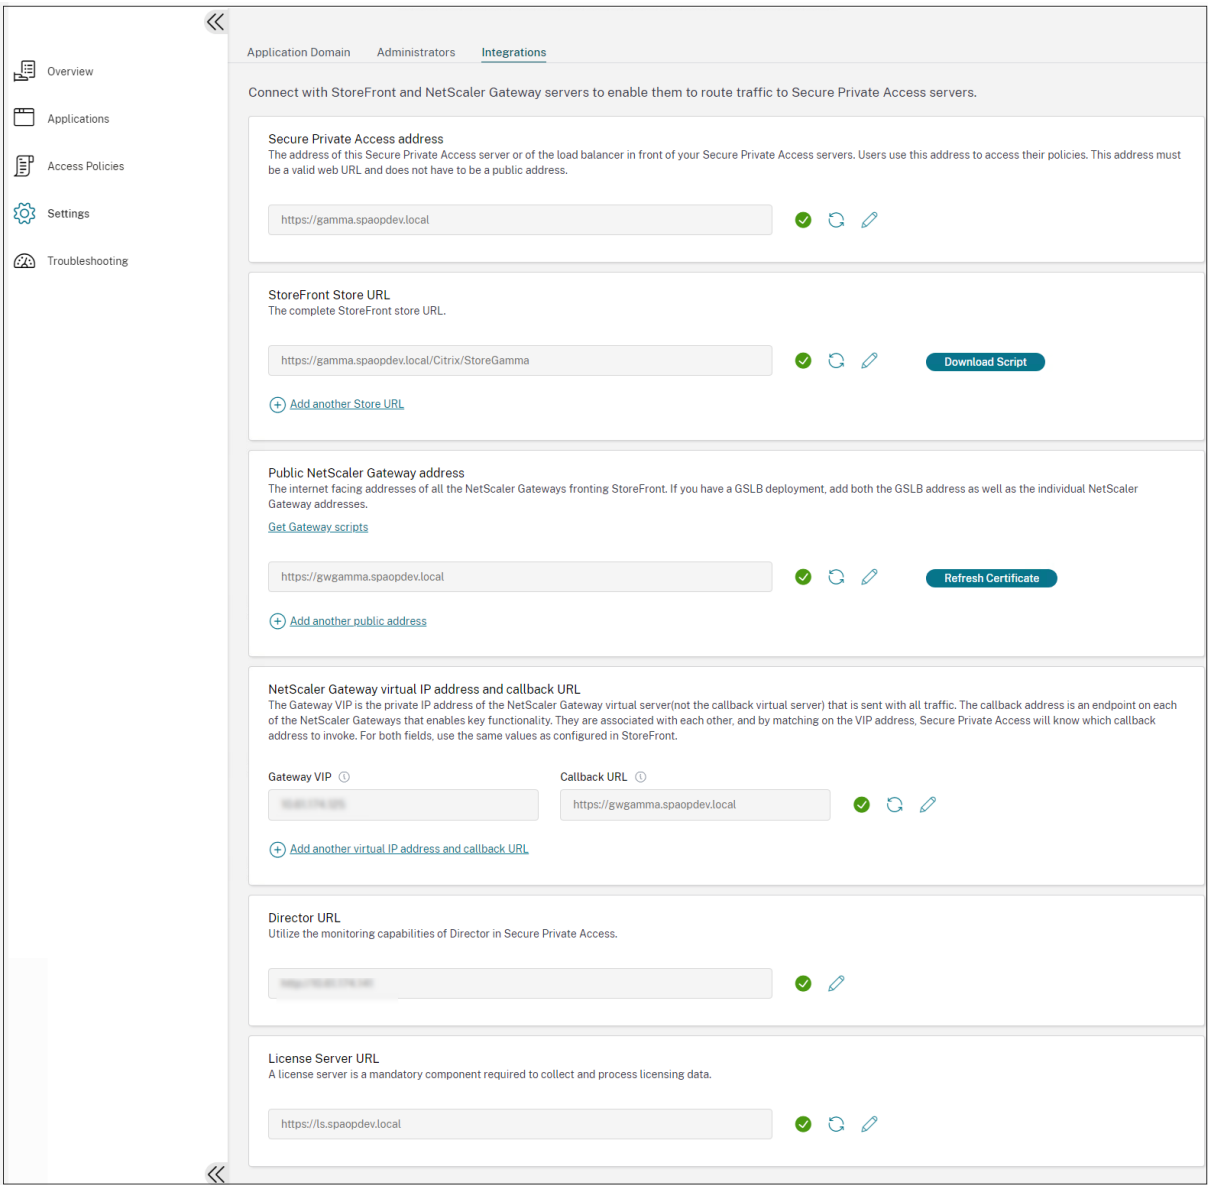 Application Domain Administrators Integrations
Overview
Applications
Access Policies
Settings
Troubleshooting
Connect with StoreFront and NetScaler Gateway servers to enable them to route traffic to Secure Private Access servers.
Secure Private Access address
The address of this Secure Private Access server or of the load balancer in front of your Secure Private Access servers. Users use this address to access their policies. This address must
be a valid web URL and does not have to be a public address.
https://gamma.spaopdev.local
StoreFront Store URL
The complete StoreFront store URL.
https://gamma.spaopdev.local/Citrix/StoreGamma
Download Script
Add another Store URL
Public NetScaler Gateway address
The internet facing addresses of all the NetScaler Gateways fronting StoreFront. If you have a GSLB deployment, add both the GSLB address as well as the individual NetScaler
Gateway addresses.
Get Gateway scripts
https://gwgamma.spaopdev.local
Refresh Certificate
Add another public address
NetScaler Gateway virtual IP address and callback URL
The Gateway VIP is the private IP address of the NetScaler Gateway virtual server(not the callback virtual server) that is sent with all traffic. The callback address is an endpoint on each
of the NetScaler Gateways that enables key functionality. They are associated with each other, and by matching on the VIP address, Secure Private Access will know which callback
address to invoke. For both fields, use the same values as configured in StoreFront.
Gateway VIP Callback URL
https://gwgamma.spaopdev.local
Add another virtual IP address and callback URL
Director URL
Utilize the monitoring capabilities of Director in Secure Private Access.
License Server URL
A license server is a mandatory component required to collect and process licensing data.
https://ls.spaopdev.local